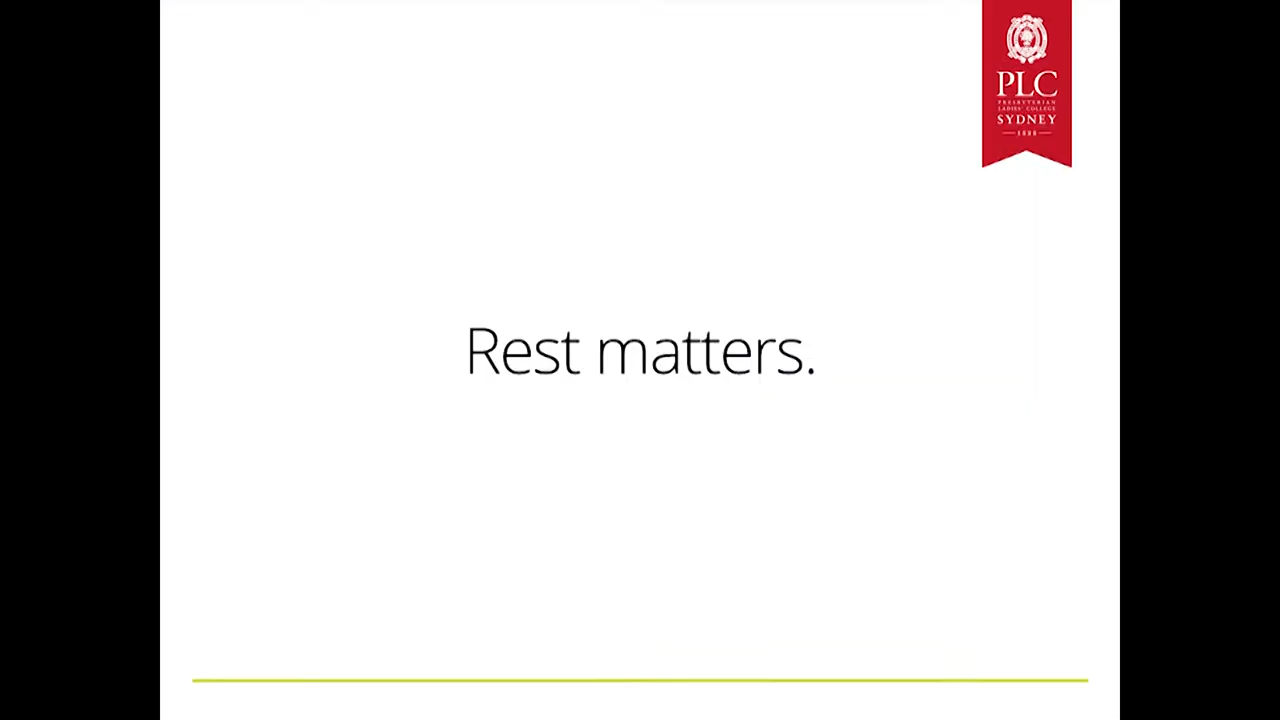 PLC
PRESBYTERIAN
LADIES' COLLEGE
SYDNEY
1888
Rest matters.